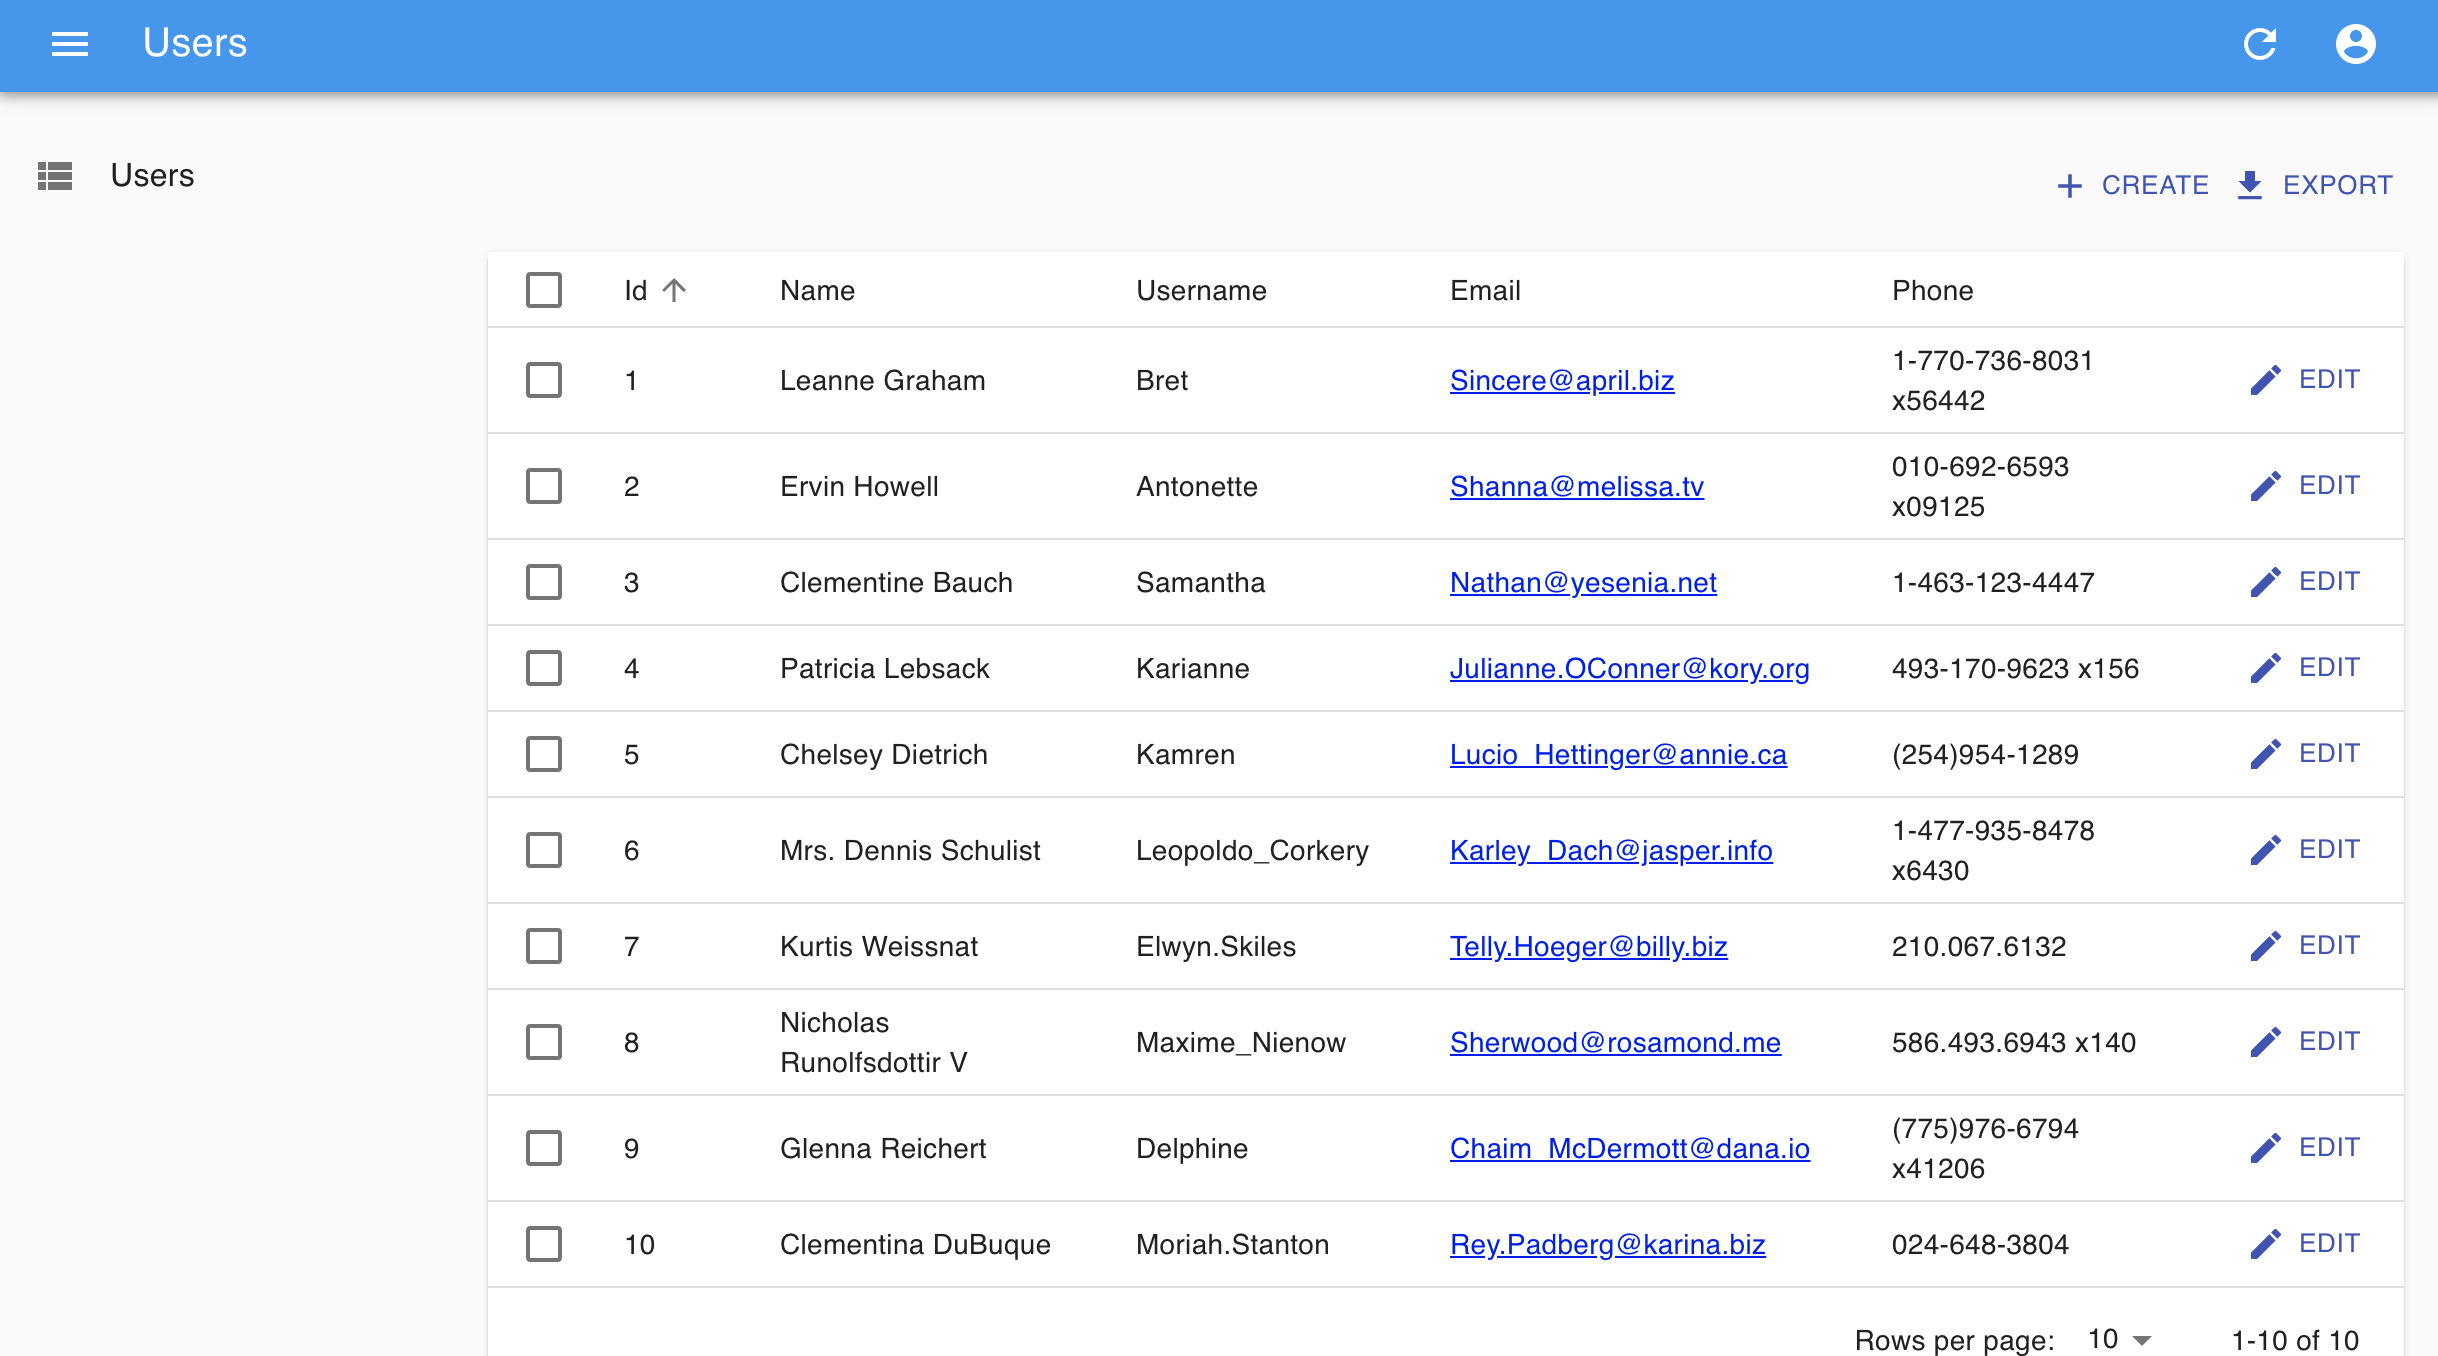 Users
Users
CREATE EXPORT
Id Name Username Email Phone
1 Leanne Graham Bret Sincere@april.biz 1-770-736-8031
x56442 EDIT
2 Ervin Howell Antonette Shanna@melissa.tv 010-692-6593
x09125 EDIT
3 Clementine Bauch Samantha Nathan@yesenia.net 1-463-123-4447 EDIT
4 Patricia Lebsack Karianne Julianne.OConner@kory.org 493-170-9623 x156 EDIT
5 Chelsey Dietrich Kamren Lucio_Hettinger@annie.ca (254)954-1289 EDIT
6 Mrs. Dennis Schulist Leopoldo_Corkery Karley_Dach@jasper.info 1-477-935-8478
x6430 EDIT
7 Kurtis Weissnat Elwyn.Skiles Telly.Hoeger@billy.biz 210.067.6132 EDIT
8 Nicholas
Runolfsdottir V Maxime_Nienow Sherwood@rosamond.me 586.493.6943 x140 EDIT
9 Glenna Reichert Delphine Chaim_McDermott@dana.io (775)976-6794
x41206 EDIT
10 Clementina DuBuque Moriah.Stanton Rey.Padberg@karina.biz 024-648-3804 EDIT
Rows per page: 10 1-10 of 10